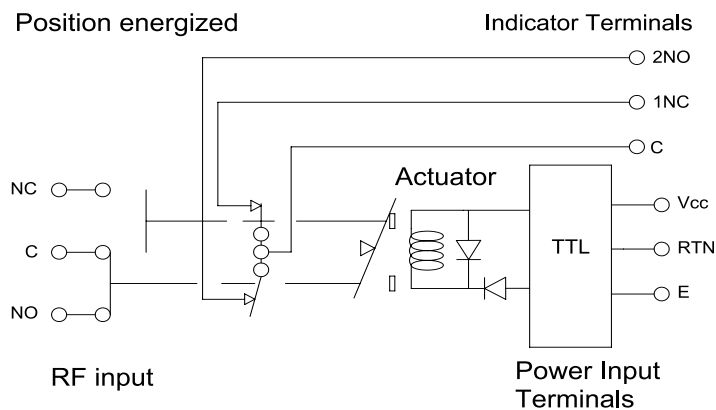 Position energized
Indicator Terminals
2NO
1NC
C
NC
Actuator
Vcc
C
TTL
RTN
E
NO
RF input
Power Input
Terminals